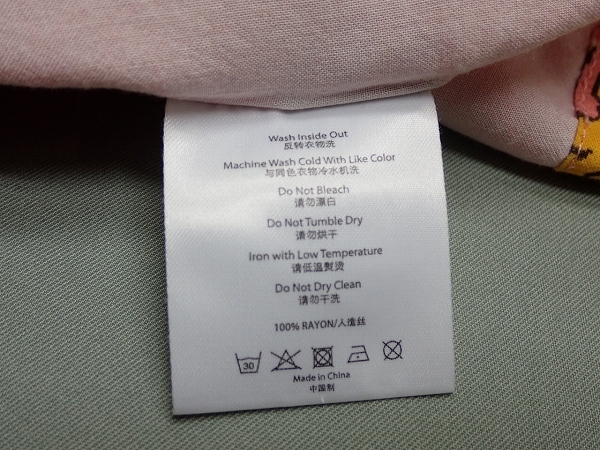 Wash Inside Out
反转衣物洗
Machine Wash Cold With Like Color
与同色衣物冷水机洗
Do Not Bleach
请勿漂白
Do Not Tumble Dry
请勿烘干
Iron with Low Temperature
请低温熨烫
Do Not Dry Clean
请勿干洗
100% RAYON/人造丝
30
Made in China
中国制